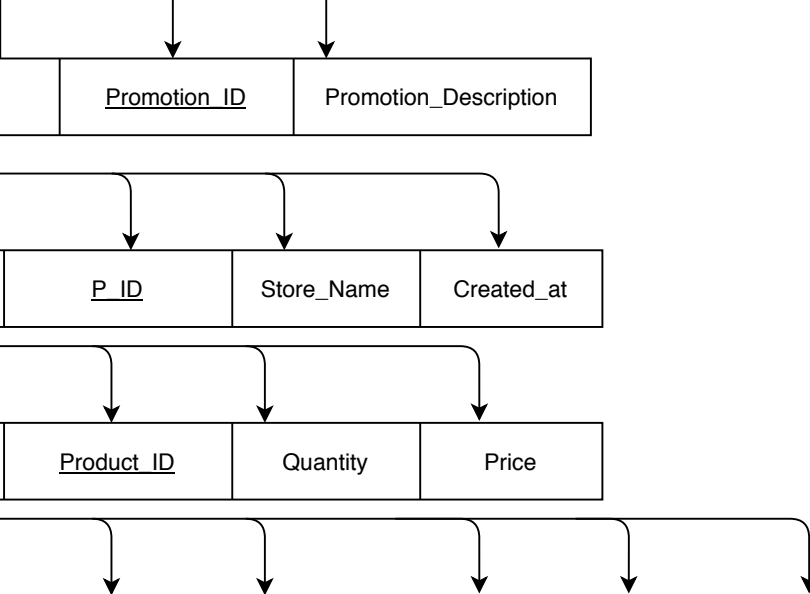 Promotion_ID Promotion_Description
P_ID Store_Name Created_at
Product_ID Quantity Price